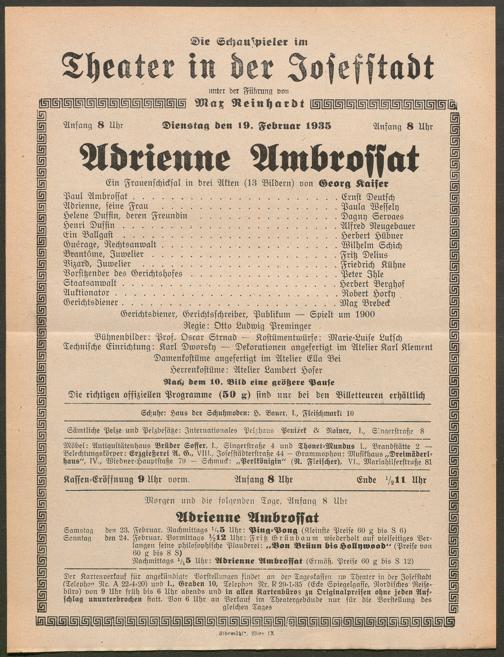 Die Schauspieler im
Theater in der Josefstadt
unter der Führung von
Max Reinhardt
Anfang 8 Uhr Dienstag den 19. Februar 1935 Anfang 8 Uhr
Adrienne Ambrossat
Ein Frauenschicksal in drei Akten (13 Bildern) von Georg Kaiser
Paul Ambrossat . . . Ernst Deutsch
Adrienne, seine Frau . . . Paula Wessely
Helene Duffin, deren Freundin . . . Dagny Servaes
Henri Duffin . . . Alfred Neugebauer
Ein Ballgast . . . Herbert Hübner
Guérage, Rechtsanwalt . . . Wilhelm Schich
Brantôme, Juwelier . . . Fritz Delius
Vizard, Juwelier . . . Friedrich Kühne
Vorsitzender des Gerichtshofes . . . Peter Ihle
Staatsanwalt . . . Herbert Berghof
Auktionator . . . Robert Horky
Gerichtsdiener . . . Max Brebeck
Gerichtsdiener, Gerichtsschreiber, Publikum — Spielt um 1900
Regie: Otto Ludwig Preminger
Bühnenbilder: Prof. Oscar Strnad — Kostümentwürfe: Marie-Luise Lutsch
Technische Einrichtung: Karl Dworsky — Dekorationen angefertigt im Atelier Karl Klement
Damenkostüme angefertigt im Atelier Ella Bei
Herrenkostüme: Atelier Lambert Hofer
Nach dem 10. Bild eine größere Pause
Die richtigen offiziellen Programme (50 g) sind nur bei den Billetteuren erhältlich
Schuhe: Haus der Schuhmoden: H. Bauer, I., Fleischmarkt 10
Sämtliche Pelze und Pelzbesätze: Internationales Pelzhaus Penizek & Rainer, I., Singerstraße 8
Möbel: Antiquitätenhaus Brüder Soffer, I., Singerstraße 4 und Thonet-Mundus I., Brandstätte 2 —
Beleuchtungskörper: Erzgießerei A. G., VIII., Josefstädterstraße 44 — Grammophon: Musikhaus „Dreimäderl-
haus“, IV., Wiedner-Hauptstraße 79 — Schmuck: „Perlkönigin“ (R. Fleischer), VI., Mariahilferstraße 81
Kassen-Eröffnung 9 Uhr vorm. Anfang 8 Uhr Ende ½11 Uhr
Morgen und die folgenden Tage, Anfang 8 Uhr
Adrienne Ambrossat
Samstag den 23. Februar. Nachmittags ¼5 Uhr: Ping-Pong (Kleinste Preise 60 g bis S 6)
Sonntag den 24. Februar. Vormittags ½12 Uhr: Fritz Grünbaum wiederholt auf vielseitiges Ver-
langen seine philosophische Plauderei: „Von Brünn bis Hollywood“ (Preise von
60 g bis 8 S)
Nachmittags ¼5 Uhr: Adrienne Ambrossat (Ermäß. Preise 60 g bis S 12)
Der Kartenverkauf für angekündigte Vorstellungen findet an der Tageskassen im Theater in der Josefstadt
(Telephon Nr. A 22-4-30) und I., Graben 10, Telephon Nr. R 29-1-35 (Ecke Spiegelgasse, Nordisches Reise-
büro) von 9 Uhr früh bis 6 Uhr abends und in allen Kartenbüros zu Originalpreisen ohne jeden Auf-
schlag ununterbrochen statt. Von 6 Uhr an Verkauf im Theatergebäude nur für die Vorstellung des
gleichen Tages